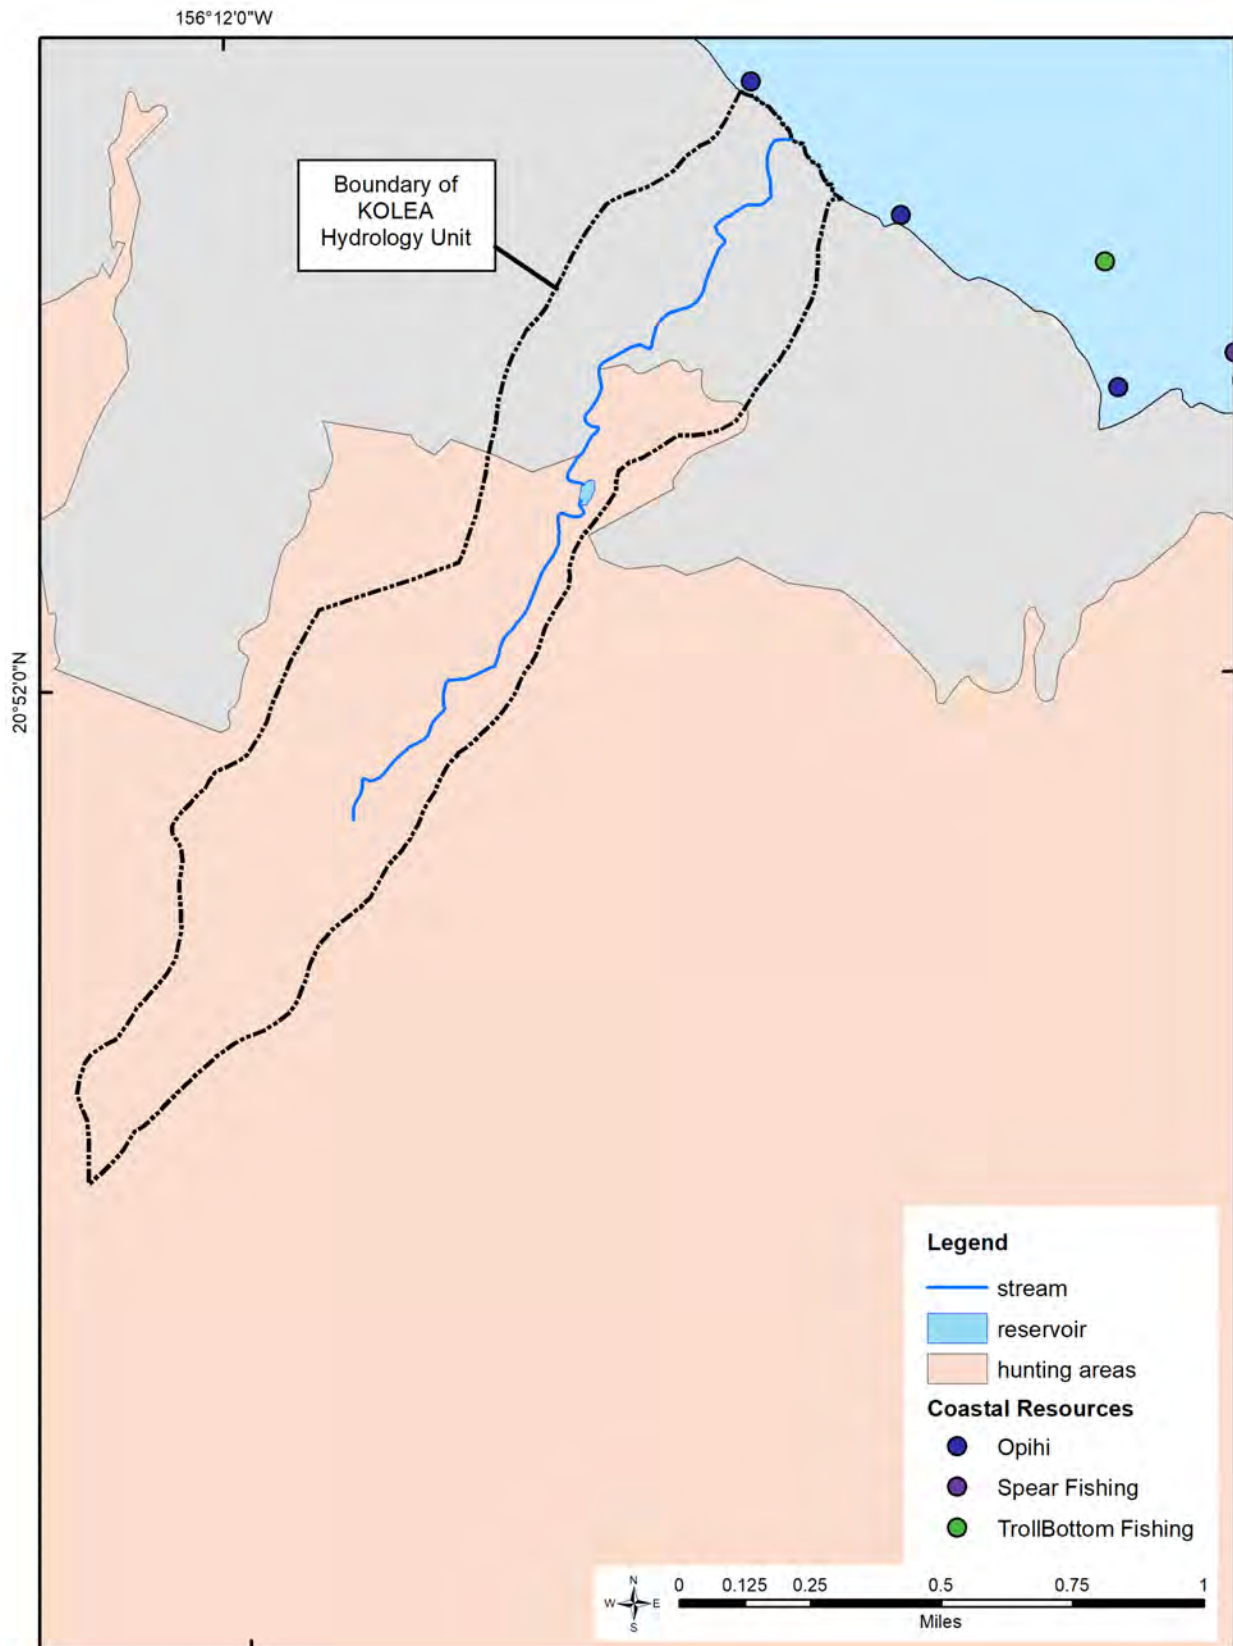 156°12'0"W
Boundary of
KOLEA
Hydrology Unit
20°52'0"N
Legend
stream
reservoir
hunting areas
Coastal Resources
Opihi
Spear Fishing
TrollBottom Fishing
N
W E
S
0 0.125 0.25 0.5 0.75 1
Miles